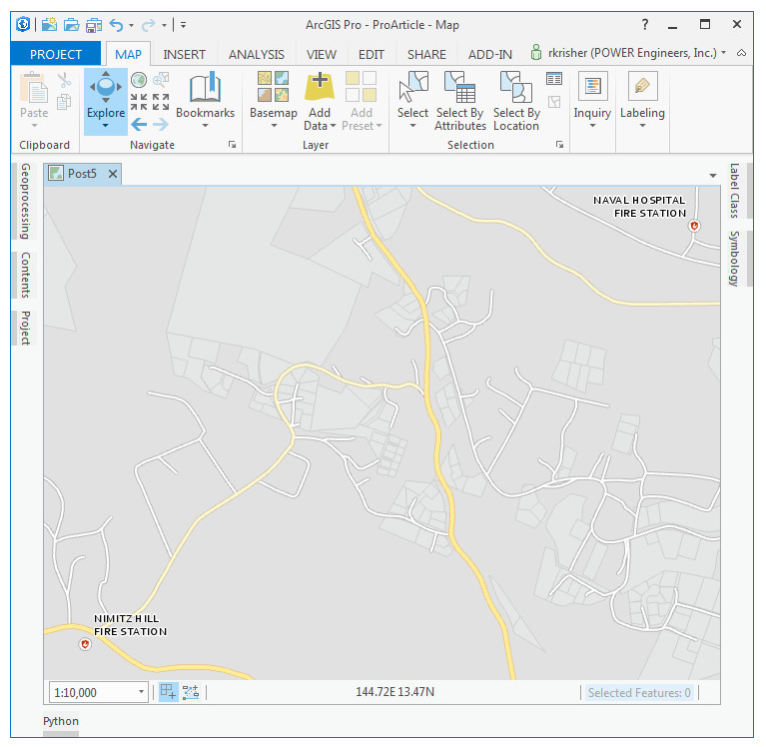 ArcGIS Pro - ProArticle - Map
?
PROJECT MAP INSERT ANALYSIS VIEW EDIT SHARE ADD-IN rkrisher (POWER Engineers, Inc.)
Paste Explore Bookmarks Basemap Add Data Add Preset Select Select By Attributes Select By Location Inquiry Labeling
Clipboard Navigate Layer Selection
Geoprocessing
Contents
Project
Post5
NAVAL HOSPITAL
FIRE STATION
NIMITZ HILL
FIRE STATION
Label Class
Symbology
1:10,000 144.72E 13.47N Selected Features: 0
Python